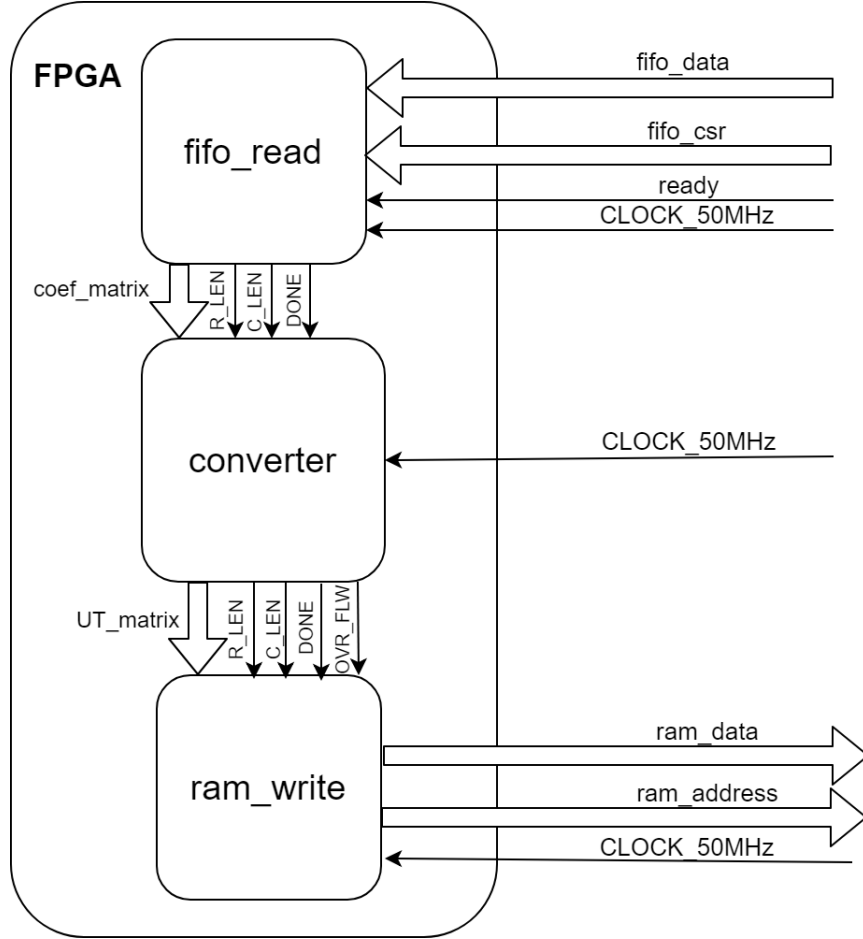 FPGA
fifo_read
fifo_data
fifo_csr
ready
CLOCK_50MHz
coef_matrix
R_LEN
C_LEN
DONE
converter
CLOCK_50MHz
UT_matrix
R_LEN
C_LEN
DONE
OVR_FLW
ram_write
ram_data
ram_address
CLOCK_50MHz